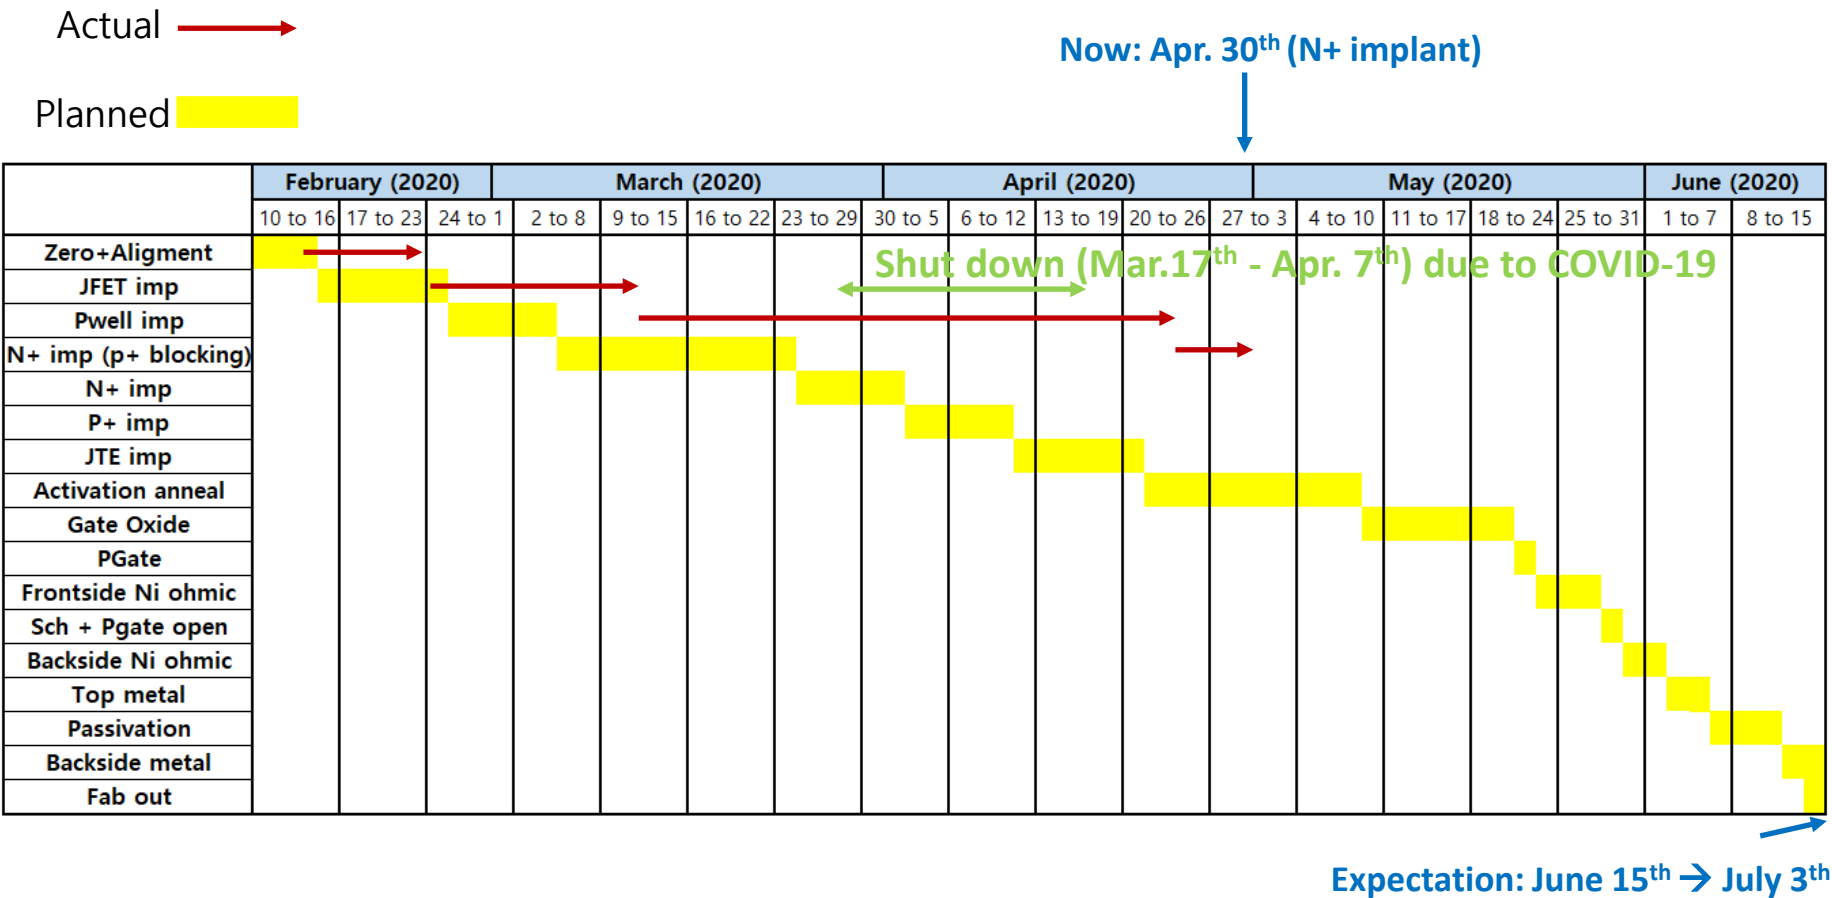 Actual
Now: Apr. 30th (N+ implant)
Planned
February (2020) March (2020) April (2020) May (2020) June (2020)
10 to 16 17 to 23 24 to 1 2 to 8 9 to 15 16 to 22 23 to 29 30 to 5 6 to 12 13 to 19 20 to 26 27 to 3 4 to 10 11 to 17 18 to 24 25 to 31 1 to 7 8 to 15
Zero+Aligment
Shut down (Mar.17th - Apr. 7th) due to COVID-19
JFET imp
Pwell imp
N+ imp (p+ blocking)
N+ imp
P+ imp
JTE imp
Activation anneal
Gate Oxide
PGate
Frontside Ni ohmic
Sch + Pgate open
Backside Ni ohmic
Top metal
Passivation
Backside metal
Fab out
Expectation: June 15th → July 3th